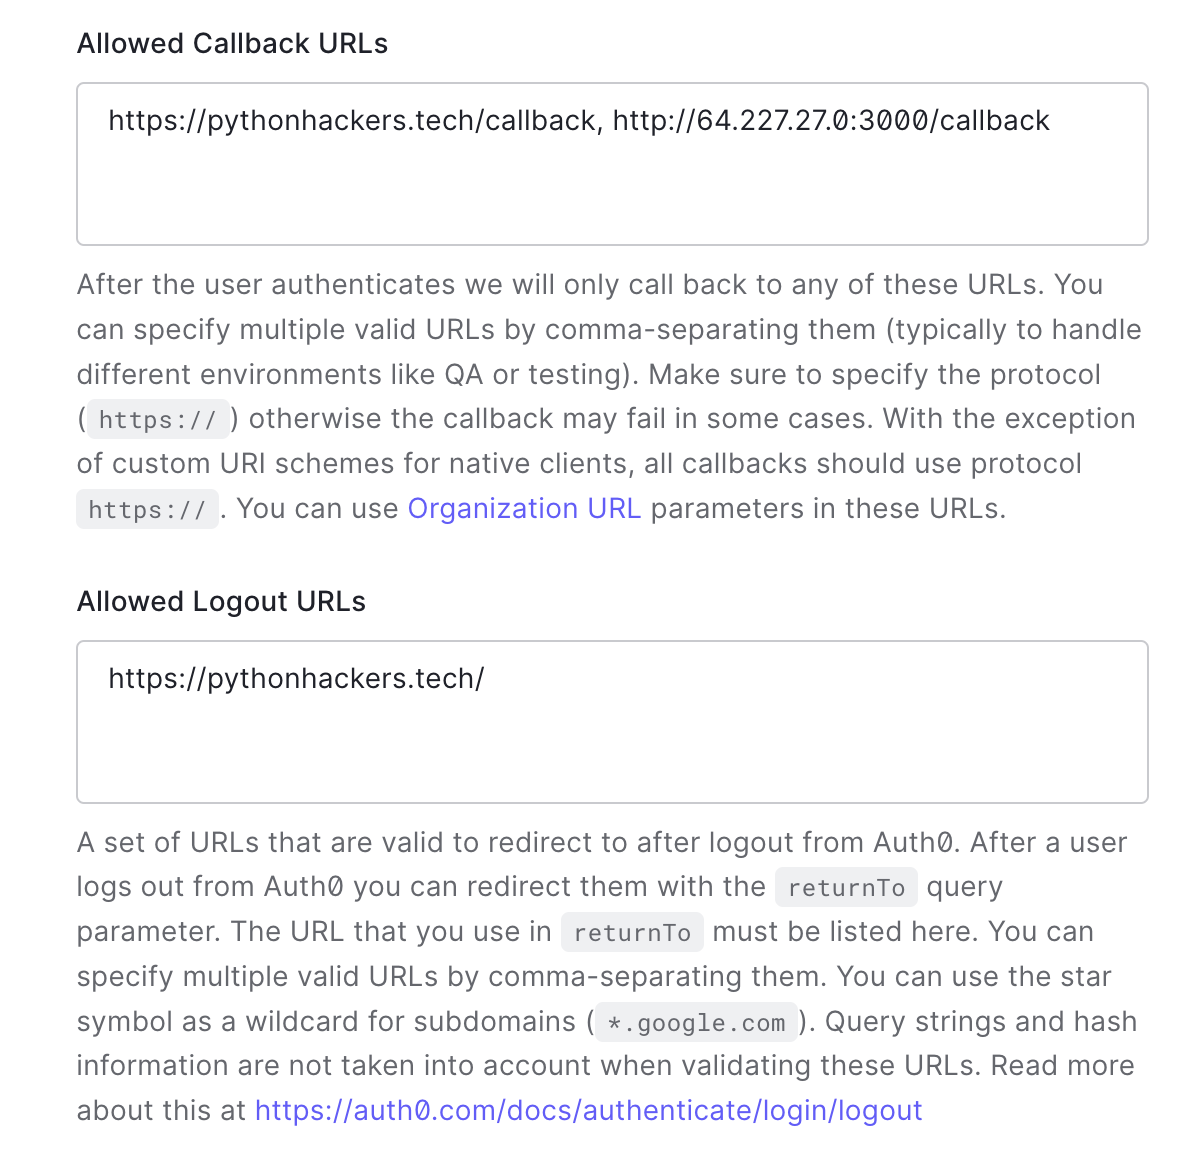 Allowed Callback URLs
https://pythonhackers.tech/callback, http://64.227.27.0:3000/callback
After the user authenticates we will only call back to any of these URLs. You
can specify multiple valid URLs by comma-separating them (typically to handle
different environments like QA or testing). Make sure to specify the protocol
( https:// ) otherwise the callback may fail in some cases. With the exception
of custom URI schemes for native clients, all callbacks should use protocol
https:// . You can use Organization URL parameters in these URLs.
Allowed Logout URLs
https://pythonhackers.tech/
A set of URLs that are valid to redirect to after logout from Auth0. After a user
logs out from Auth0 you can redirect them with the returnTo query
parameter. The URL that you use in returnTo must be listed here. You can
specify multiple valid URLs by comma-separating them. You can use the star
symbol as a wildcard for subdomains ( *.google.com ). Query strings and hash
information are not taken into account when validating these URLs. Read more
about this at https://auth0.com/docs/authenticate/login/logout